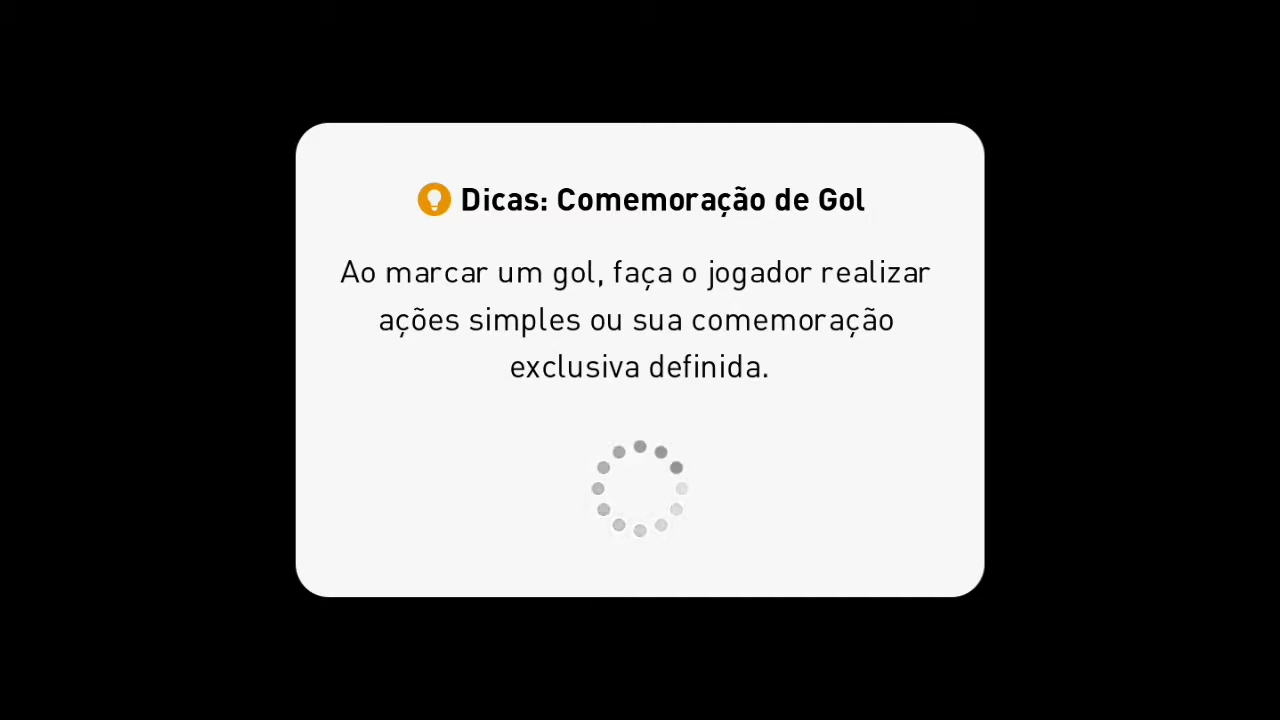 Dicas: Comemoração de Gol
Ao marcar um gol, faça o jogador realizar
ações simples ou sua comemoração
exclusiva definida.